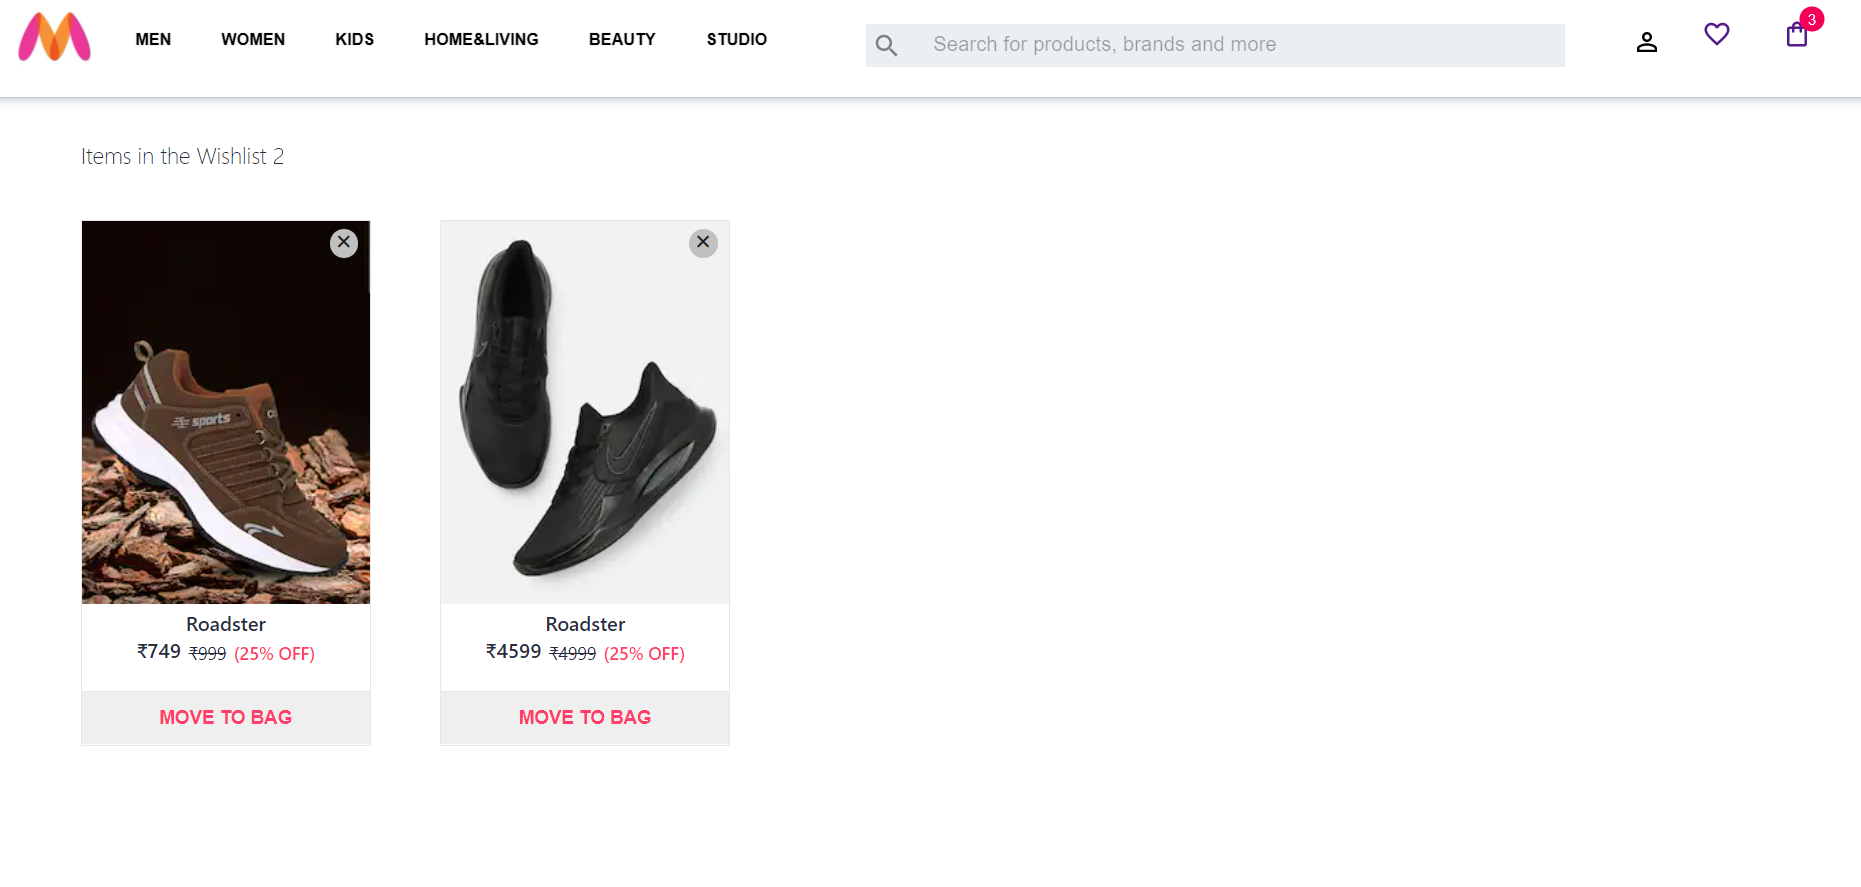 MEN WOMEN KIDS HOME&LIVING BEAUTY STUDIO Search for products, brands and more 3
Items in the Wishlist 2
sports
Roadster
₹749 ₹999 (25% OFF)
MOVE TO BAG
Roadster
₹4599 ₹4999 (25% OFF)
MOVE TO BAG